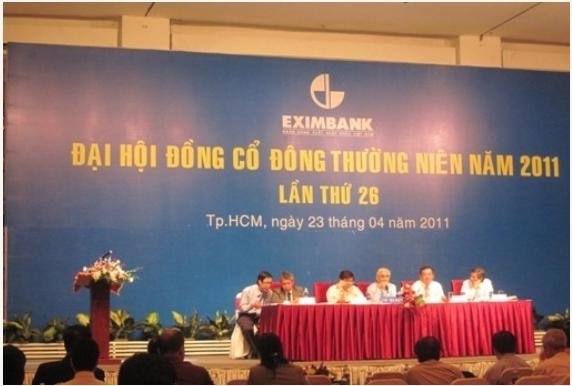 EXIMBANK
ĐẠI HỘI ĐỒNG CỔ ĐÔNG THƯỜNG NIÊN NĂM 2011
LẦN THỨ 26
Tp.HCM, ngày 23 tháng 04 năm 2011